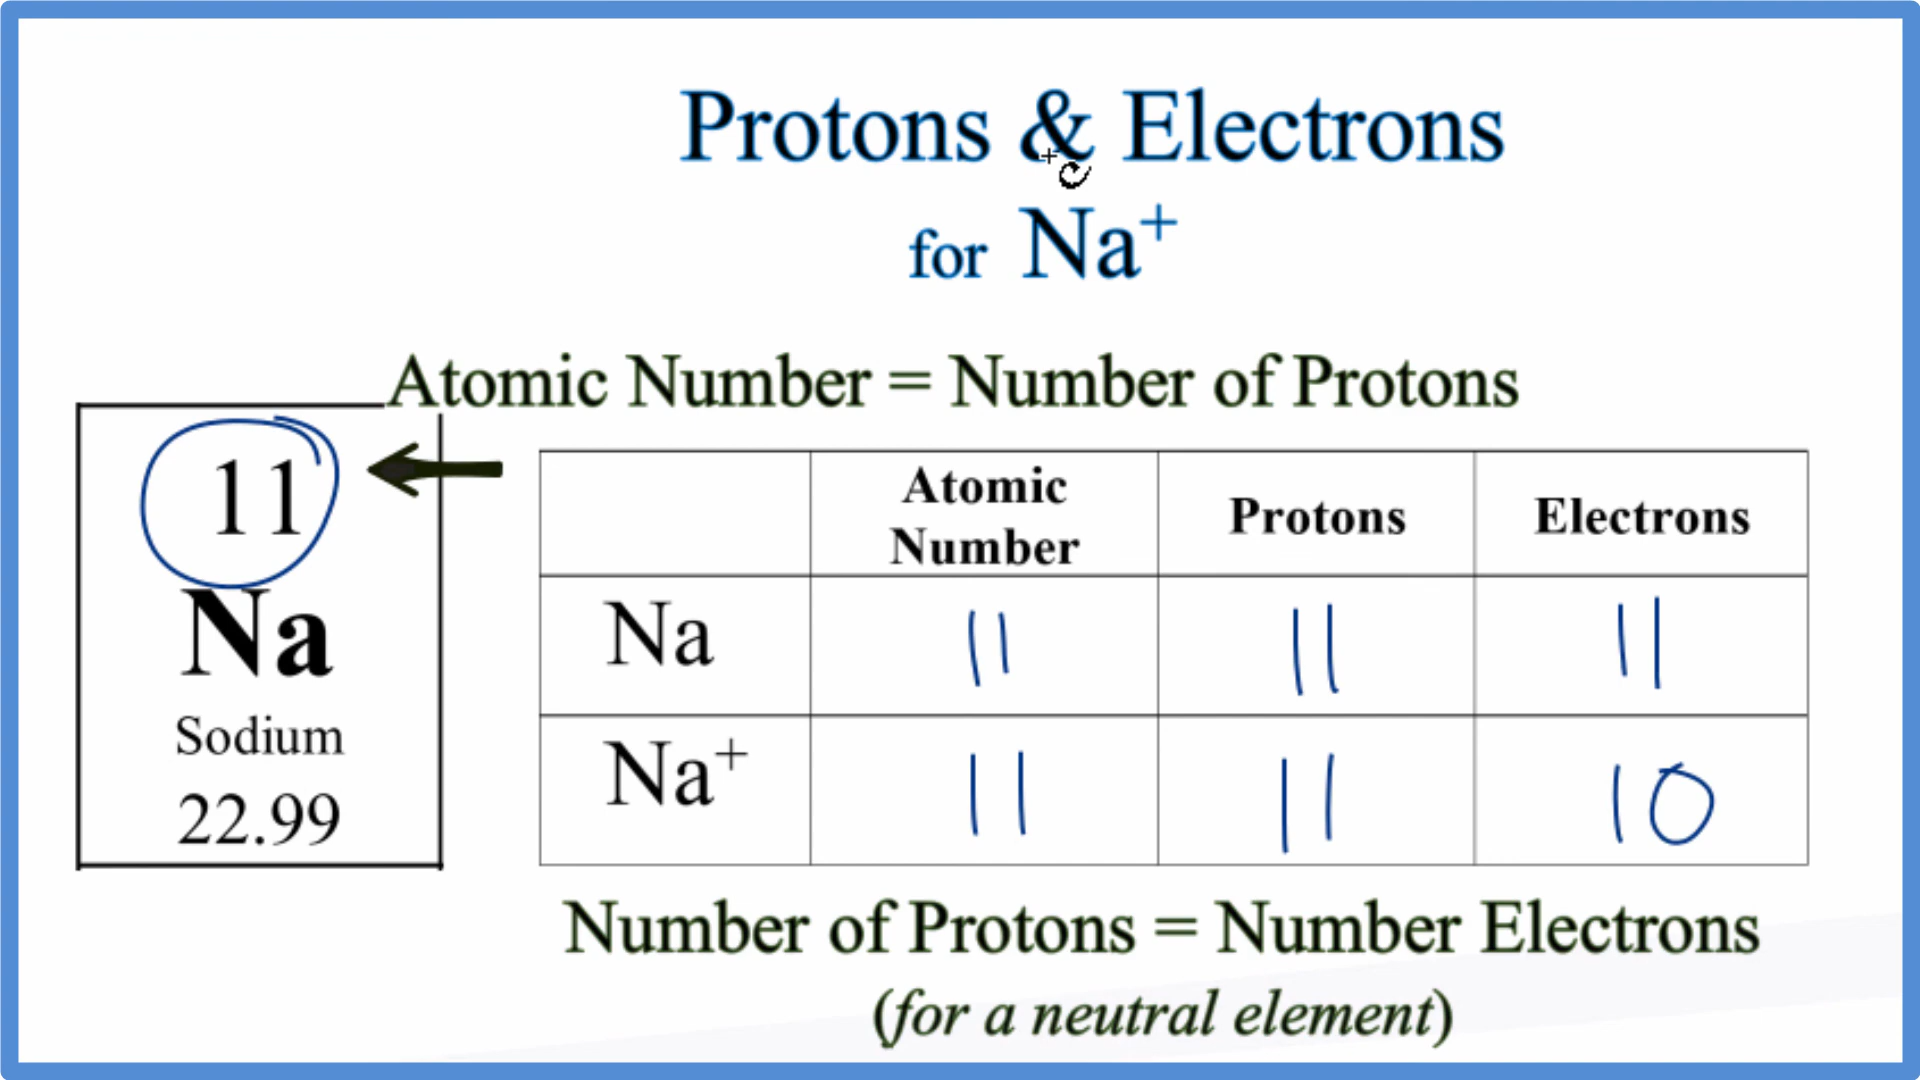 Protons & Electrons
for Na⁺
Atomic Number = Number of Protons
11
Na
Sodium
22.99
Atomic Number Protons Electrons
Na 11 11 11
Na⁺ 11 11 10
Number of Protons = Number Electrons
(for a neutral element)